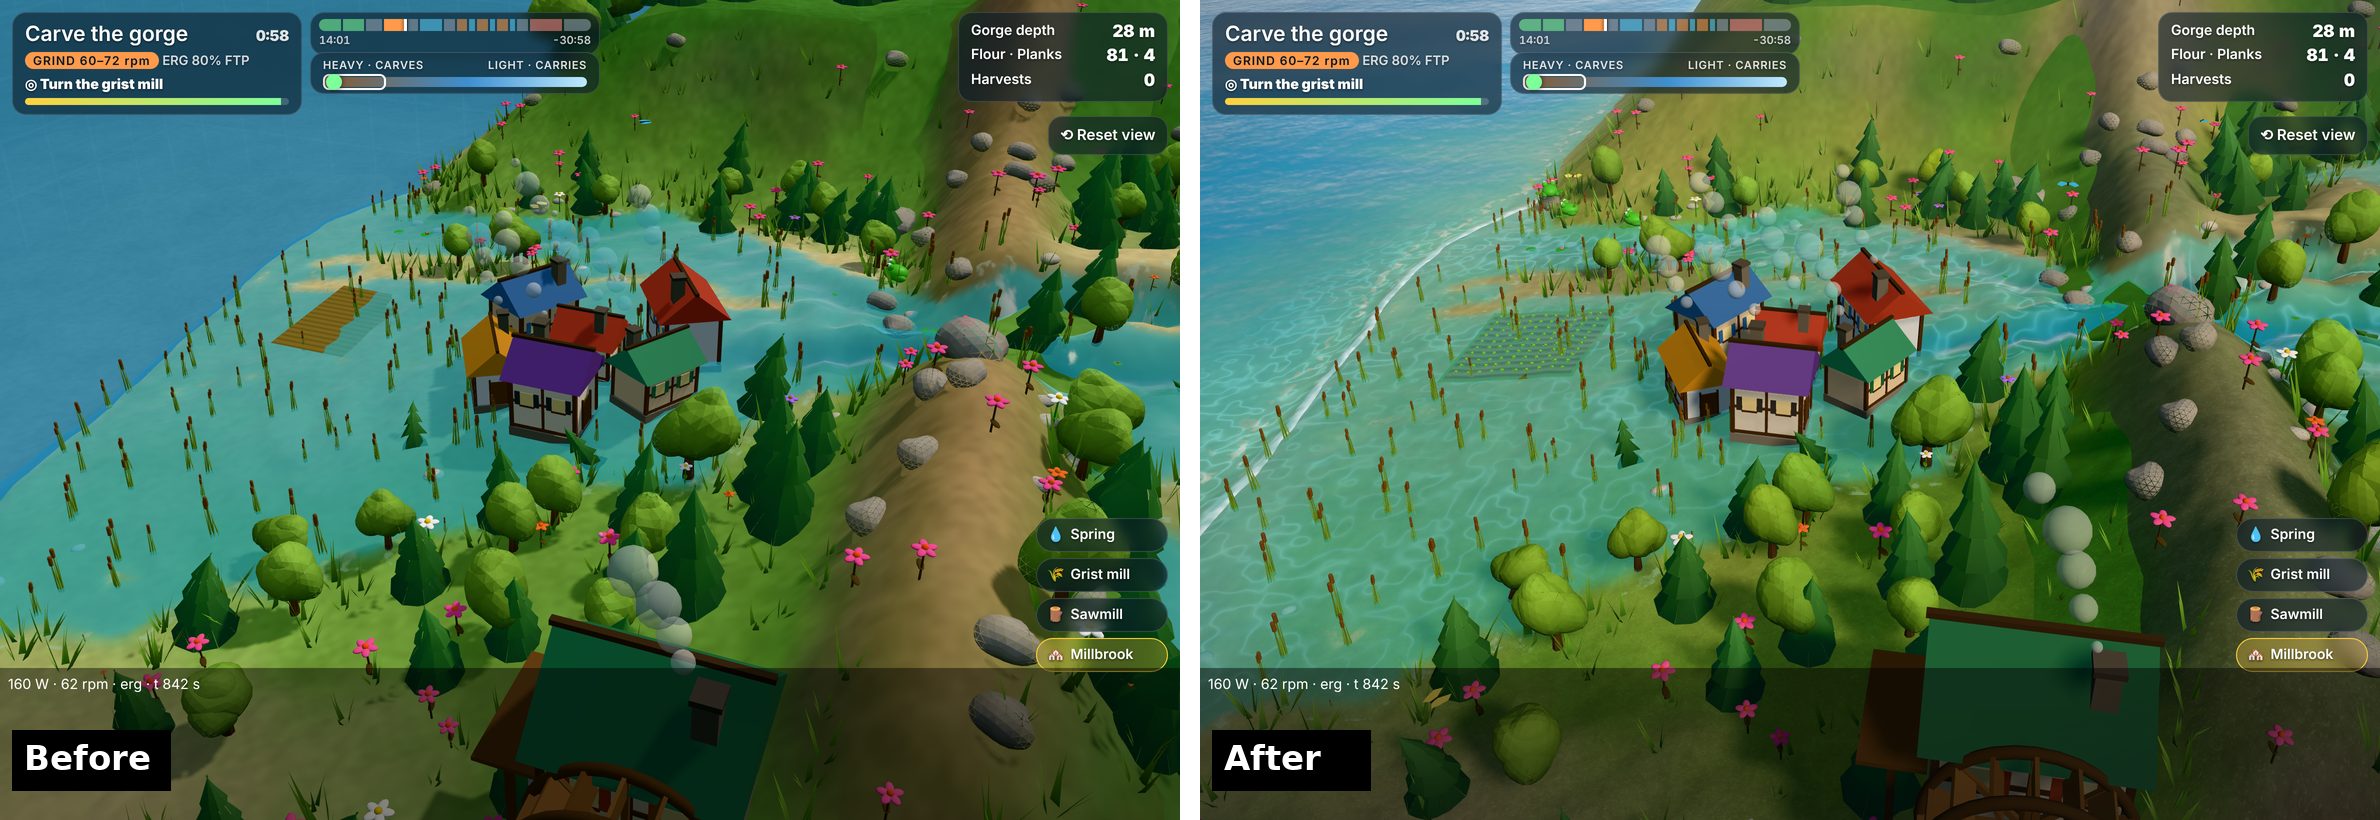 Carve the gorge 0:58
GRIND 60–72 rpm ERG 80% FTP
◎ Turn the grist mill
14:01 -30:58
HEAVY · CARVES LIGHT · CARRIES
Gorge depth 28 m
Flour · Planks 81 · 4
Harvests 0
⟲ Reset view
Spring
Grist mill
Sawmill
Millbrook
160 W · 62 rpm · erg · t 842 s
Before
Carve the gorge 0:58
GRIND 60–72 rpm ERG 80% FTP
◎ Turn the grist mill
14:01 -30:58
HEAVY · CARVES LIGHT · CARRIES
Gorge depth 28 m
Flour · Planks 81 · 4
Harvests 0
⟲ Reset view
Spring
Grist mill
Sawmill
Millbrook
160 W · 62 rpm · erg · t 842 s
After